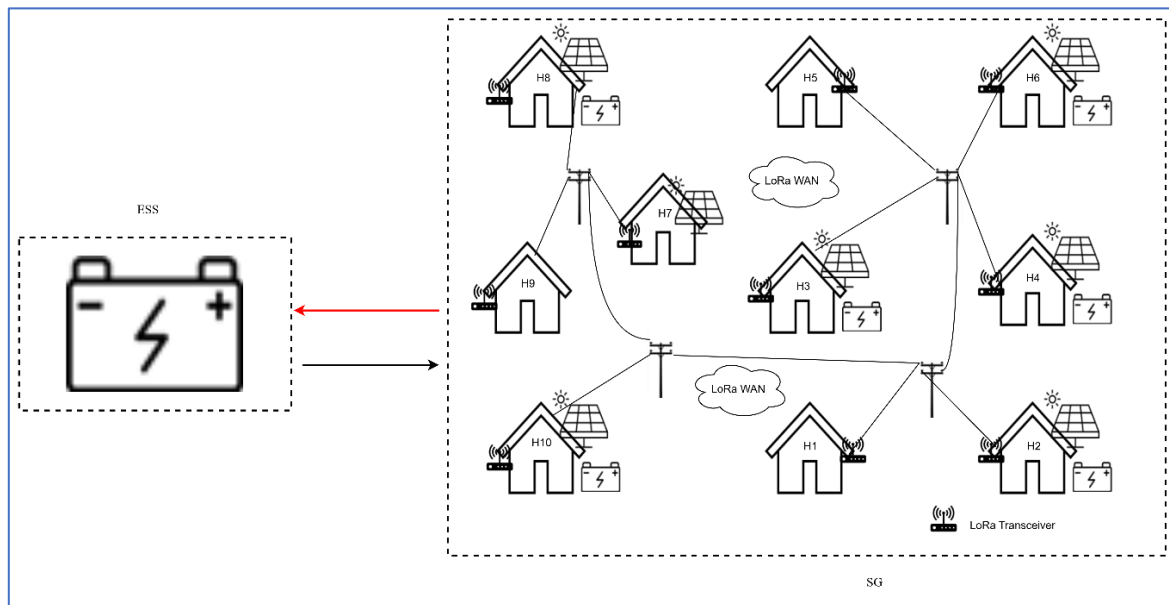 H8
H5
H6
LoRa WAN
ESS
H7
H9
H3
H4
LoRa WAN
H10
H1
H2
LoRa Transceiver
SG